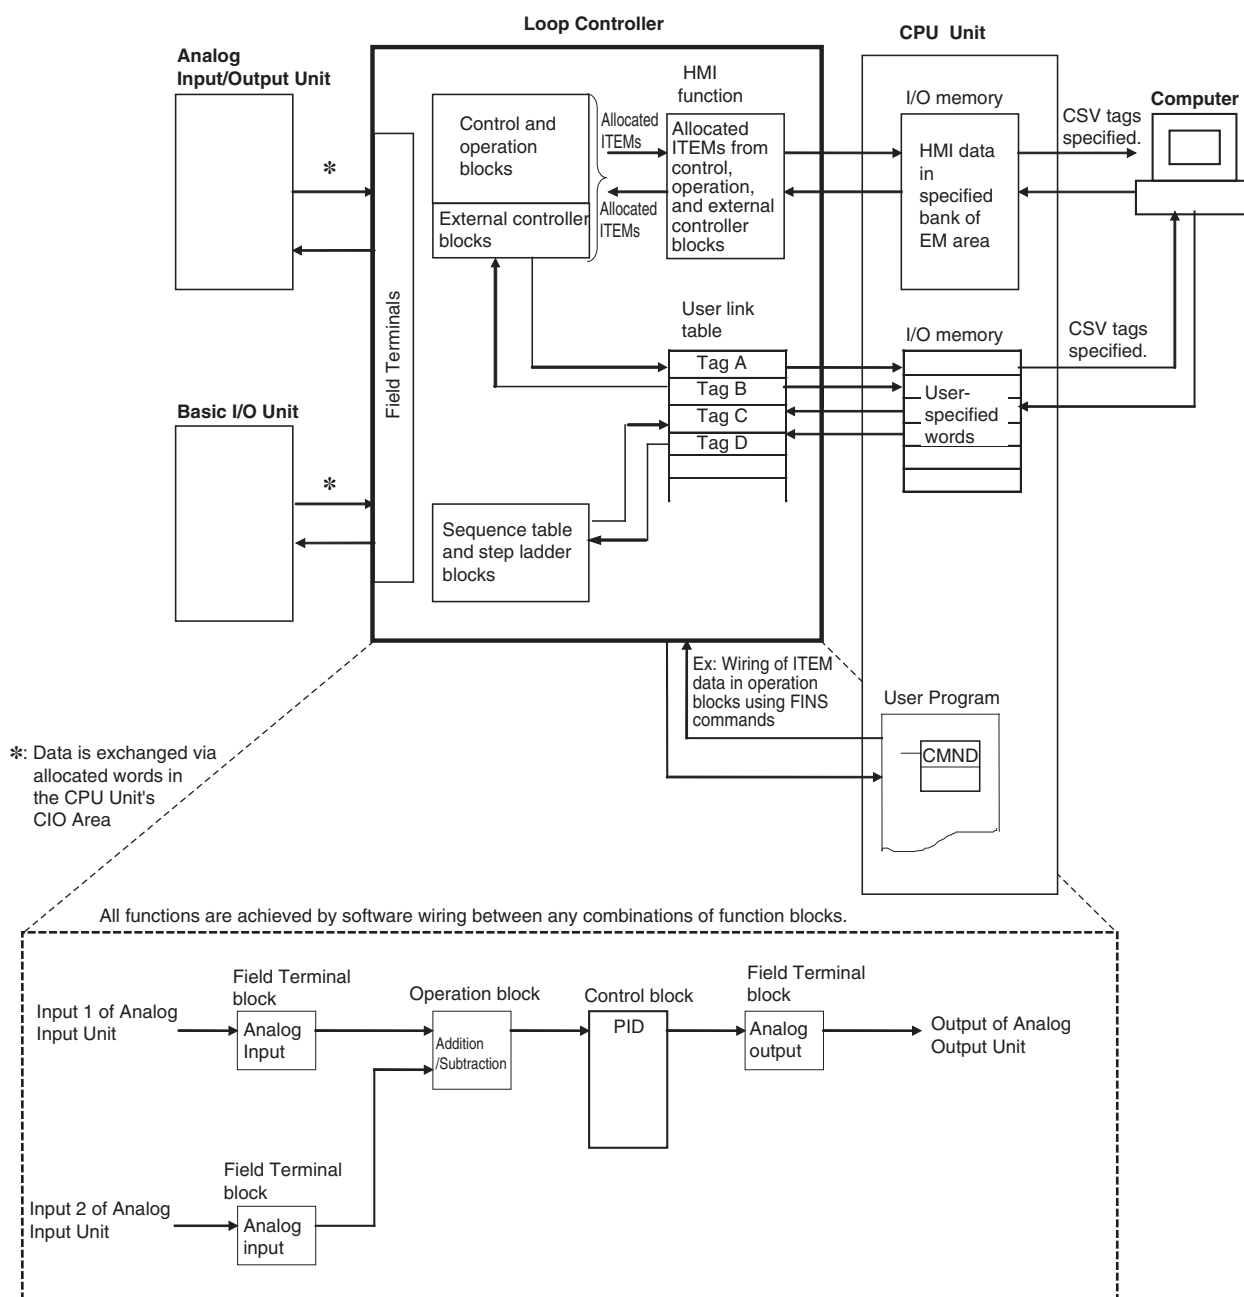 Loop Controller
CPU Unit
Analog
Input/Output Unit
HMI
function
I/O memory
Computer
CSV tags
specified.
Control and
operation
blocks
External controller
blocks
Allocated
ITEMs
Allocated
ITEMs
Allocated
ITEMs from
control,
operation,
and external
controller
blocks
HMI data
in
specified
bank of
EM area
*
Field Terminals
User link
table
Tag A
Tag B
Tag C
Tag D
I/O memory
User-
specified
words
CSV tags
specified.
Basic I/O Unit
*
Sequence table
and step ladder
blocks
Ex: Wiring of ITEM
data in operation
blocks using FINS
commands
User Program
CMND
*: Data is exchanged via
allocated words in
the CPU Unit's
CIO Area
All functions are achieved by software wiring between any combinations of function blocks.
Input 1 of Analog
Input Unit
Field Terminal
block
Analog
Input
Operation block
Addition
/Subtraction
Control block
PID
Field Terminal
block
Analog
output
Output of Analog
Output Unit
Input 2 of Analog
Input Unit
Field Terminal
block
Analog
input